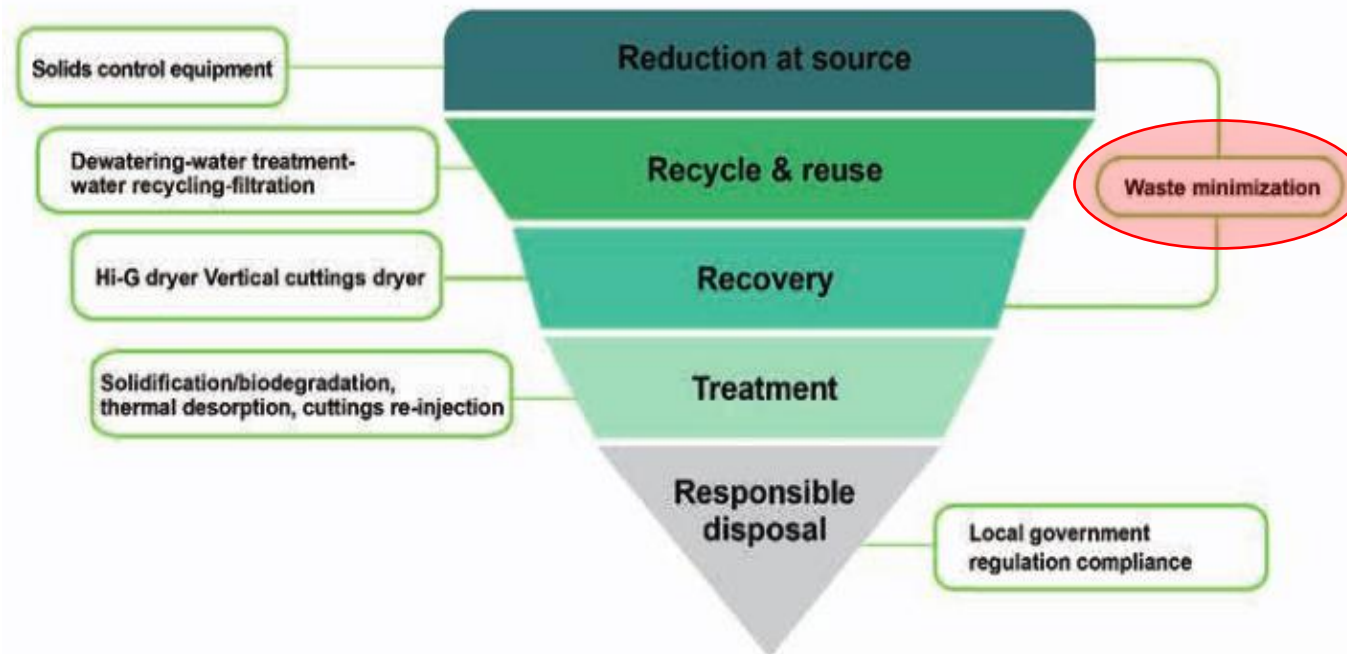 Reduction at source
Solids control equipment
Recycle & reuse
Dewatering-water treatment-
water recycling-filtration
Waste minimization
Recovery
Hi-G dryer Vertical cuttings dryer
Treatment
Solidification/biodegradation,
thermal desorption, cuttings re-injection
Responsible
disposal
Local government
regulation compliance